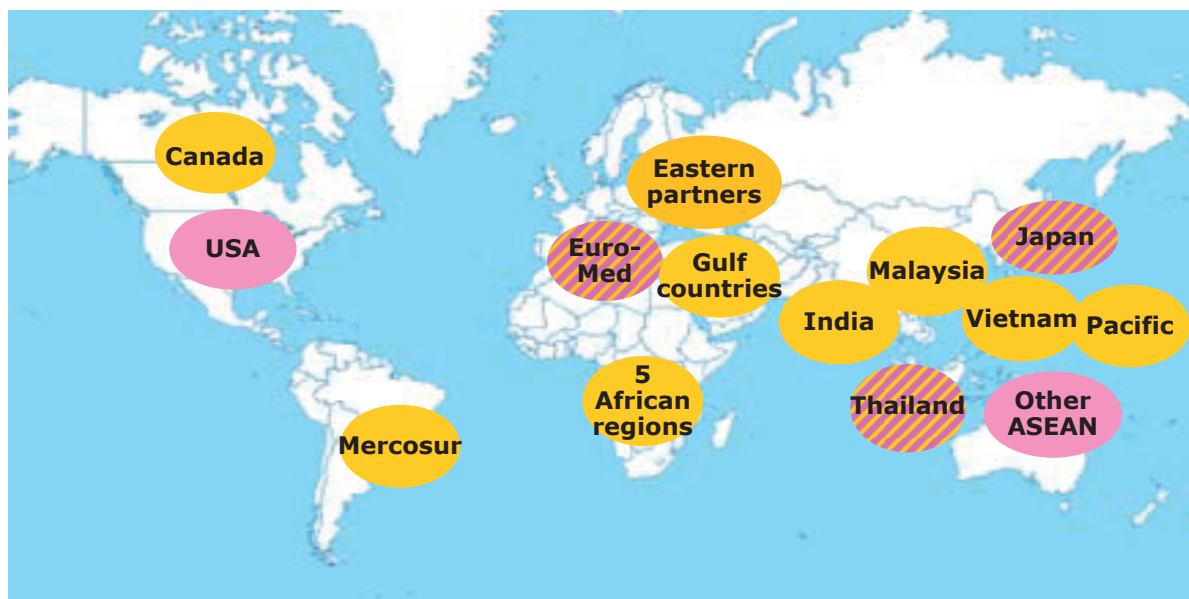 Canada
USA
Mercosur
Eastern
partners
Euro-
Med
Gulf
countries
5
African
regions
Japan
Malaysia
India
Vietnam
Pacific
Thailand
Other
ASEAN